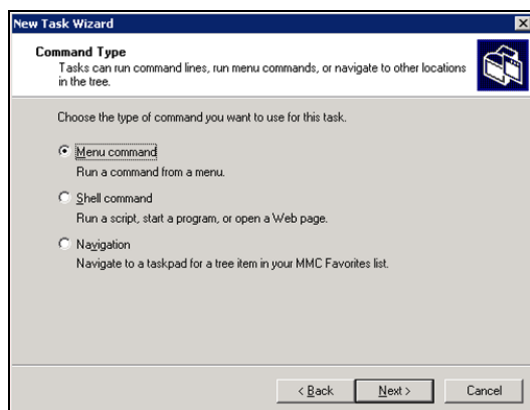 New Task Wizard
Command Type
Tasks can run command lines, run menu commands, or navigate to other locations
in the tree.
Choose the type of command you want to use for this task.
Menu command
Run a command from a menu.
Shell command
Run a script, start a program, or open a Web page.
Navigation
Navigate to a taskpad for a tree item in your MMC Favorites list.
< Back Next > Cancel